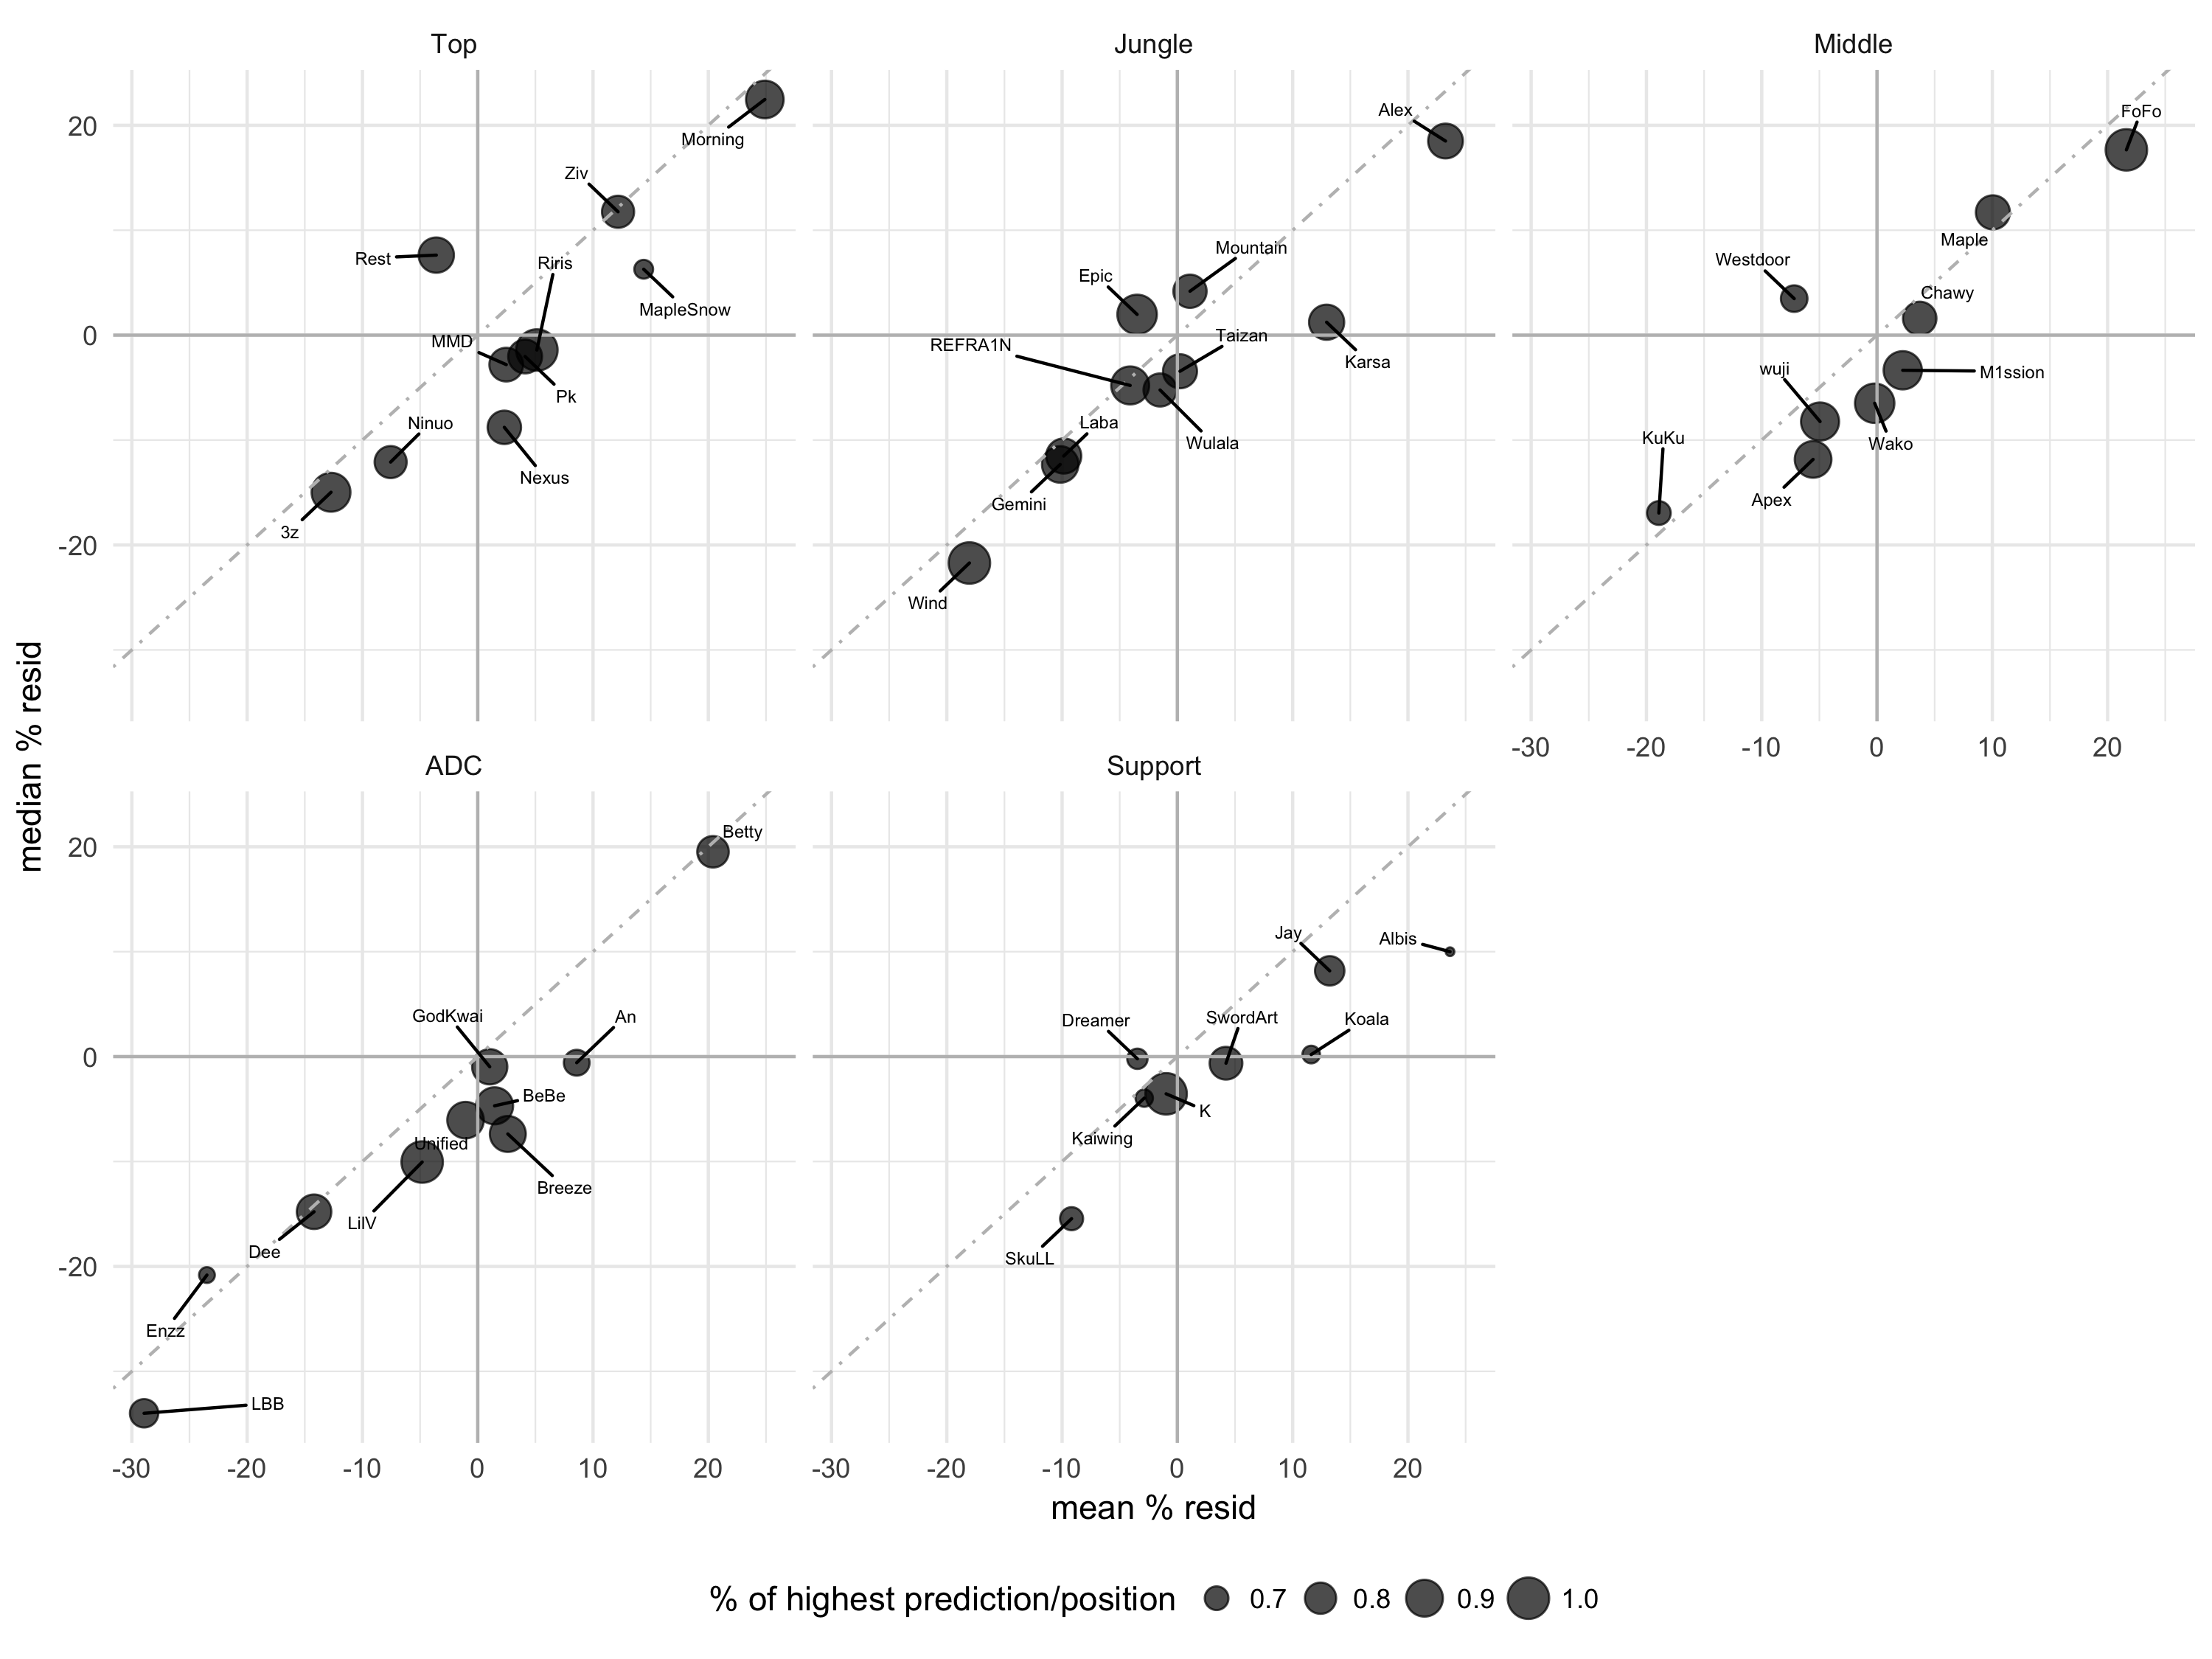 Top
Jungle
Middle
Morning
Ziv
Rest
Riris
MapleSnow
MMD
Pk
Ninuo
Nexus
3z
20
0
-20
Alex
Mountain
Epic
Karsa
Taizan
REFRA1N
Wulala
Laba
Gemini
Wind
FoFo
Maple
Westdoor
Chawy
M1ssion
wuji
Wako
KuKu
Apex
-30 -20 -10 0 10 20
median % resid
ADC
Support
20
0
-20
Betty
GodKwai
An
BeBe
Unified
Breeze
LilV
Dee
Enzz
LBB
Jay
Albis
Dreamer
SwordArt
Koala
K
Kaiwing
SkuLL
-30 -20 -10 0 10 20
-30 -20 -10 0 10 20
mean % resid
% of highest prediction/position 0.7 0.8 0.9 1.0